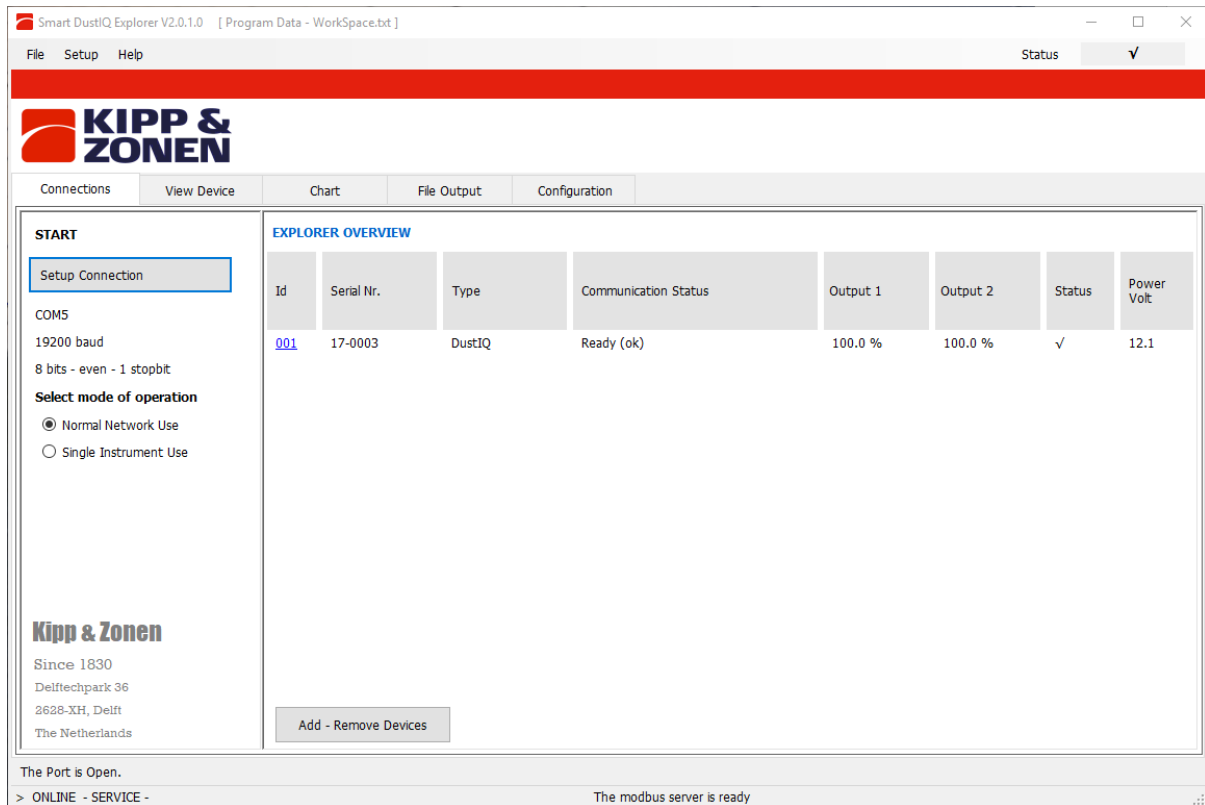 Smart DustIQ Explorer V2.0.1.0 [ Program Data - WorkSpace.txt ]
File Setup Help Status √
KIPP &
ZONEN
Connections View Device Chart File Output Configuration
START
Setup Connection
COM5
19200 baud
8 bits - even - 1 stopbit
Select mode of operation
Normal Network Use
Single Instrument Use
Kipp & Zonen
Since 1830
Delftechpark 36
2628-XH, Delft
The Netherlands
EXPLORER OVERVIEW
Id Serial Nr. Type Communication Status Output 1 Output 2 Status Power Volt
001 17-0003 DustIQ Ready (ok) 100.0 % 100.0 % √ 12.1
Add - Remove Devices
The Port is Open.
> ONLINE - SERVICE - The modbus server is ready